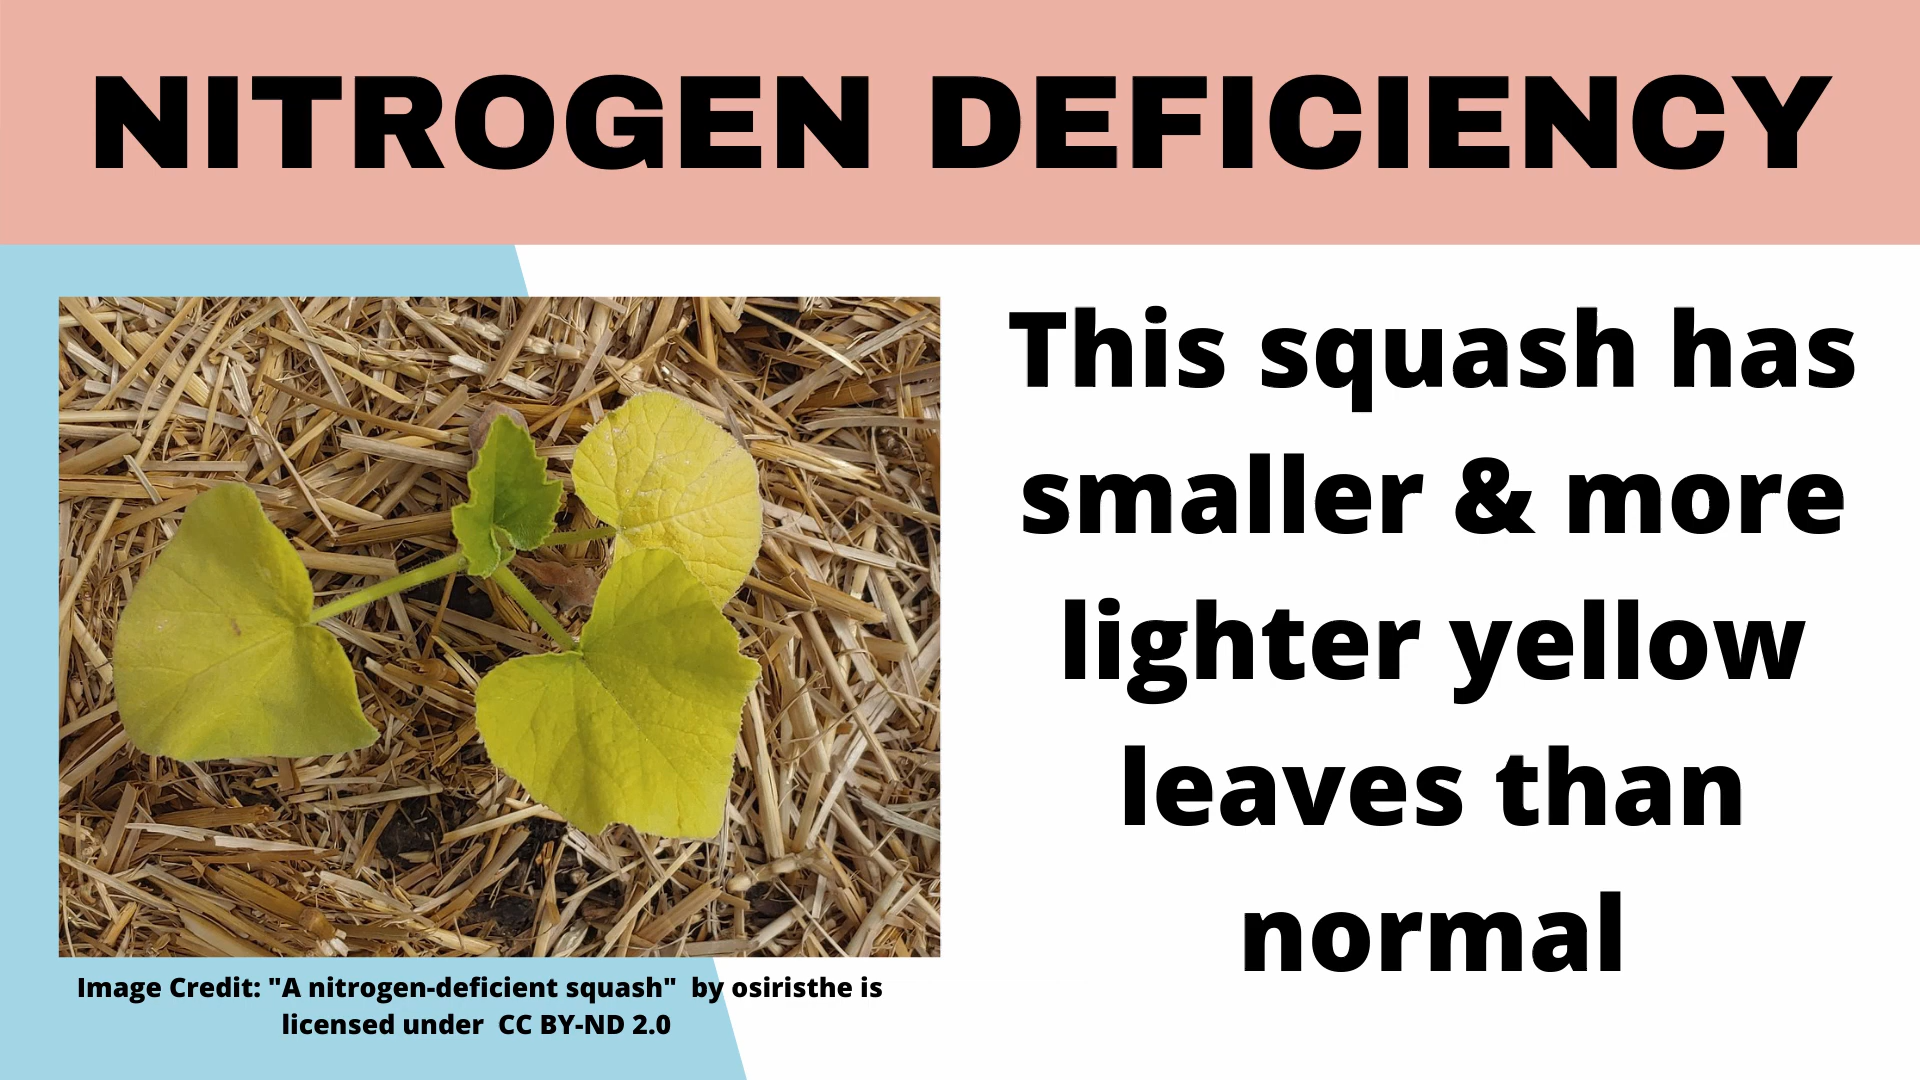 NITROGEN DEFICIENCY
This squash has
smaller & more
lighter yellow
leaves than
normal
Image Credit: "A nitrogen-deficient squash"  by osiristhe is
licensed under  CC BY-ND 2.0